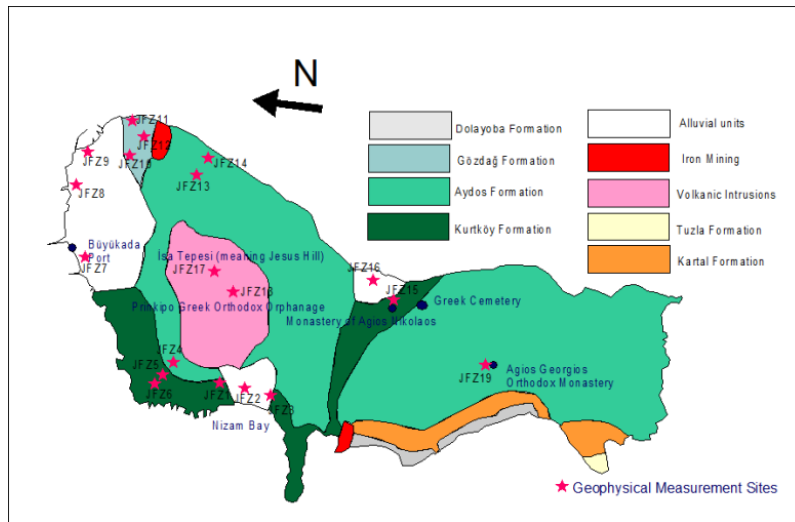 N
JFZ11
JFZ12
JFZ10
JFZ9
JFZ8
JFZ14
JFZ13
Büyükada
Port
JFZ7
İsa Tepesi (meaning Jesus Hill)
JFZ17
JFZ18
Prinkipo Greek Orthodox Orphanage
JFZ16
JFZ15
Greek Cemetery
Monastery of Agios Nikolaos
JFZ4
JFZ5
JFZ6
JFZ1
JFZ2
JFZ3
Nizam Bay
JFZ19
Agios Georgios
Orthodox Monastery
Dolayoba Formation
Gözdağ Formation
Aydos Formation
Kurtköy Formation
Alluvial units
Iron Mining
Volkanic Intrusions
Tuzla Formation
Kartal Formation
Geophysical Measurement Sites